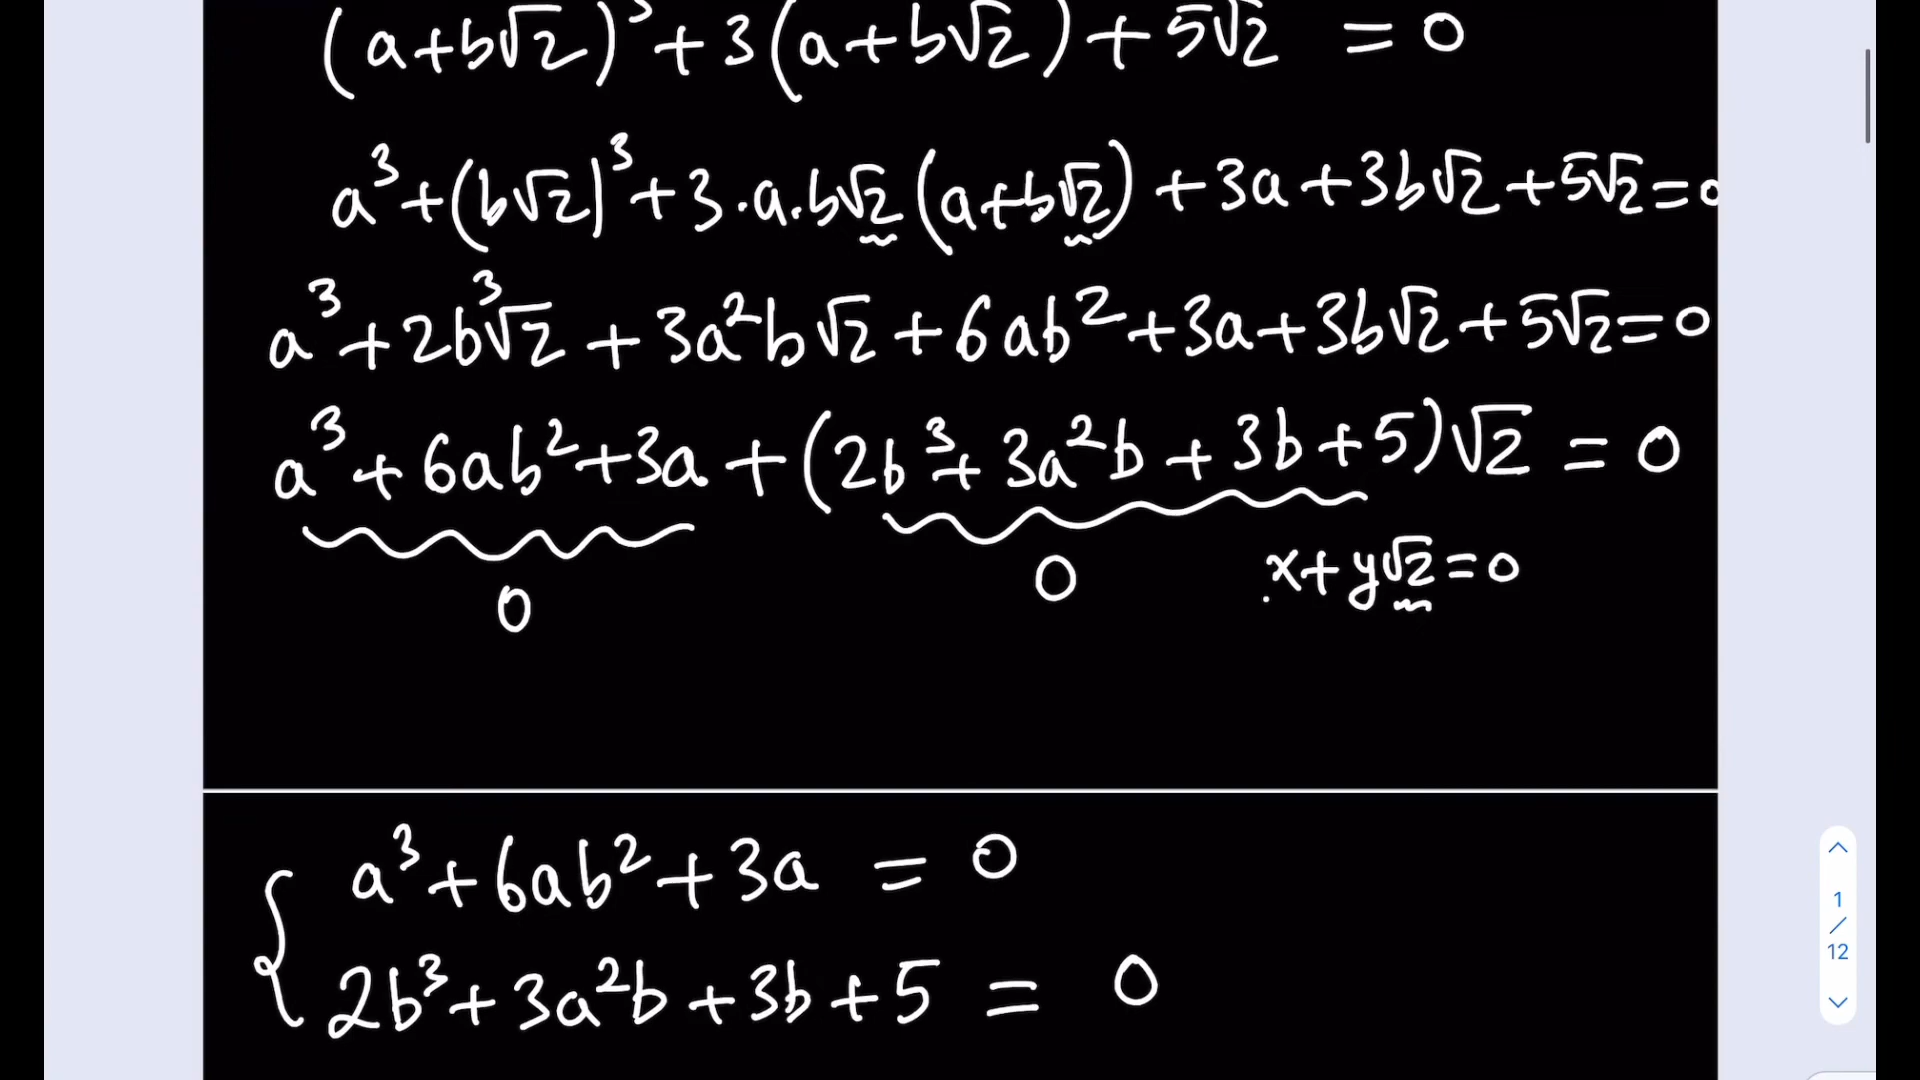 (a+b√2)³+3(a+b√2)+5√2 =0
a³+(b√2)³+3·a·b√2(a+b√2)+3a+3b√2+5√2=0
a³+2b³√2+3a²b√2+6ab²+3a+3b√2+5√2=0
a³+6ab²+3a+(2b³+3a²b+3b+5)√2=0
0
0
x+y√2=0
a³+6ab²+3a = 0
2b³+3a²b+3b+5 = 0
1
/
12